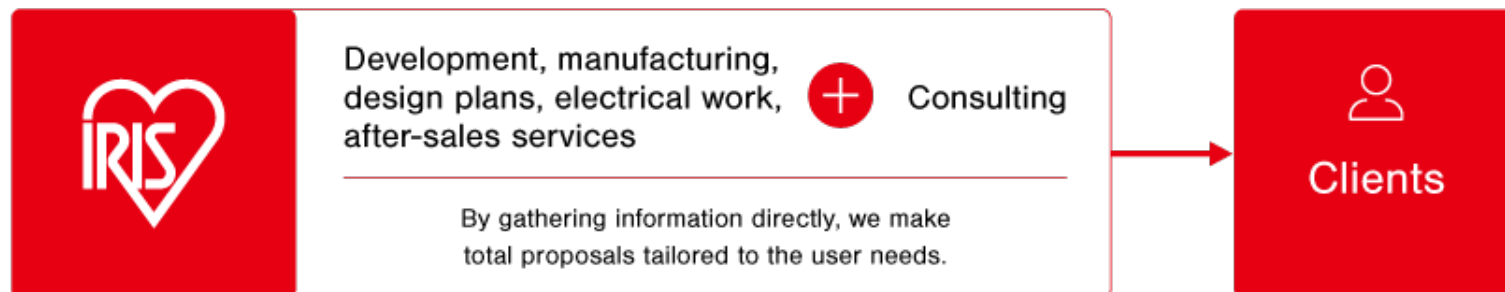 IRIS
Development, manufacturing,
design plans, electrical work,
after-sales services
Consulting
By gathering information directly, we make
total proposals tailored to the user needs.
Clients